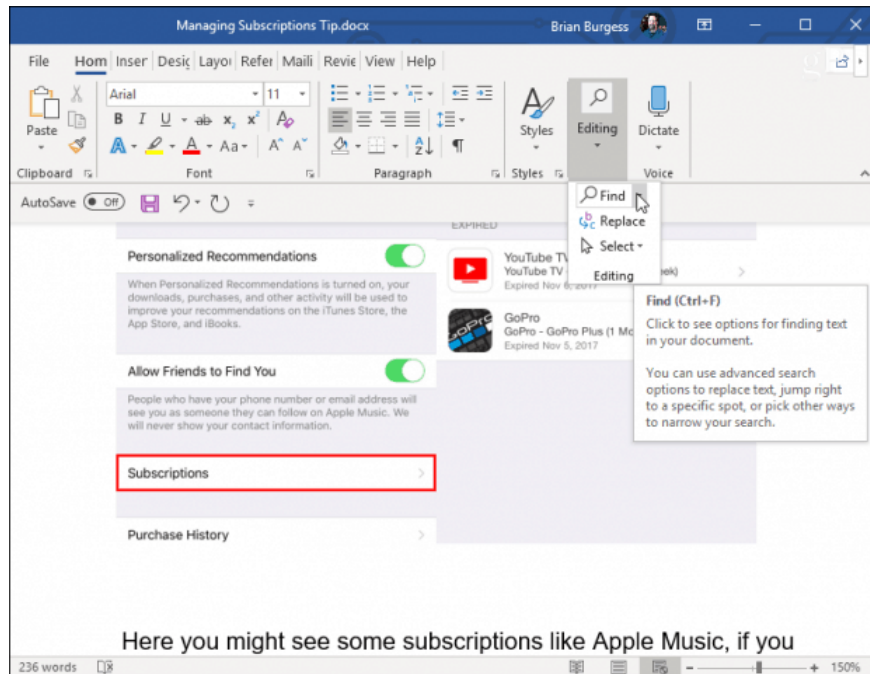 Managing Subscriptions Tip.docx
Brian Burgess
File Hom Inser Desig Layou Refer Maili Revie View Help
Arial 11
Paste
B I U ab x₂ x²
Aa
Styles
Editing
Dictate
Clipboard Font Paragraph Styles Voice
AutoSave Off
Find
Replace
Select
Editing
Find (Ctrl+F)
Click to see options for finding text
in your document.
You can use advanced search
options to replace text, jump right
to a specific spot, or pick other ways
to narrow your search.
Personalized Recommendations
When Personalized Recommendations is turned on, your
downloads, purchases, and other activity will be used to
improve your recommendations on the iTunes Store, the
App Store, and iBooks.
Allow Friends to Find You
People who have your phone number or email address will
see you as someone they can follow on Apple Music. We
will never show your contact information.
Subscriptions
Purchase History
EXPIRED
YouTube TV
YouTube TV
Expired Nov 6, 2017
GoPro
GoPro - GoPro Plus (1 Mo
Expired Nov 5, 2017
Here you might see some subscriptions like Apple Music, if you
236 words
150%